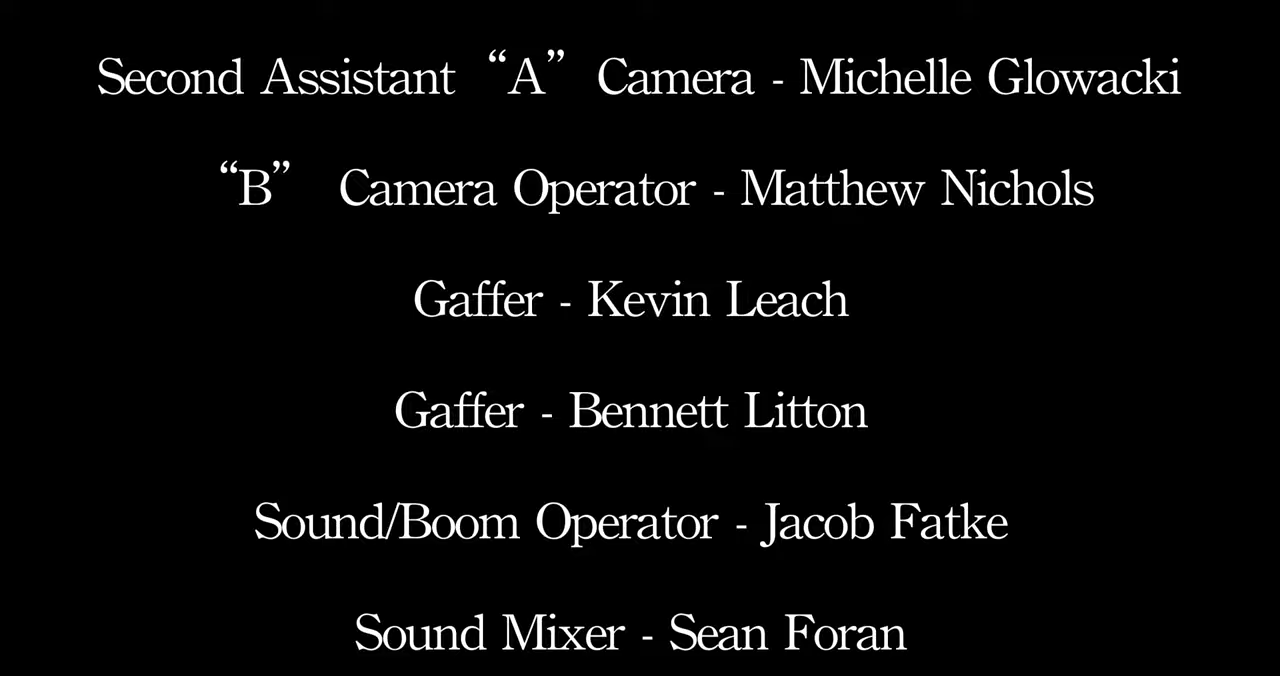 Second Assistant “A” Camera - Michelle Glowacki
“B” Camera Operator - Matthew Nichols
Gaffer - Kevin Leach
Gaffer - Bennett Litton
Sound/Boom Operator - Jacob Fatke
Sound Mixer - Sean Foran